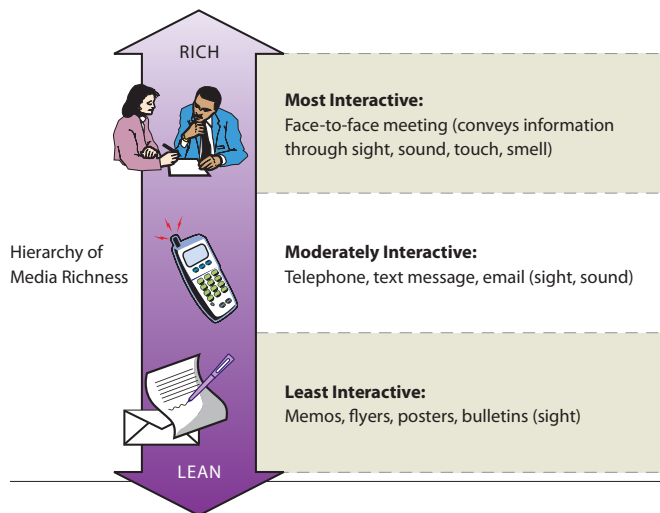 RICH
Most Interactive:
Face-to-face meeting (conveys information
through sight, sound, touch, smell)
Hierarchy of
Media Richness
Moderately Interactive:
Telephone, text message, email (sight, sound)
Least Interactive:
Memos, flyers, posters, bulletins (sight)
LEAN